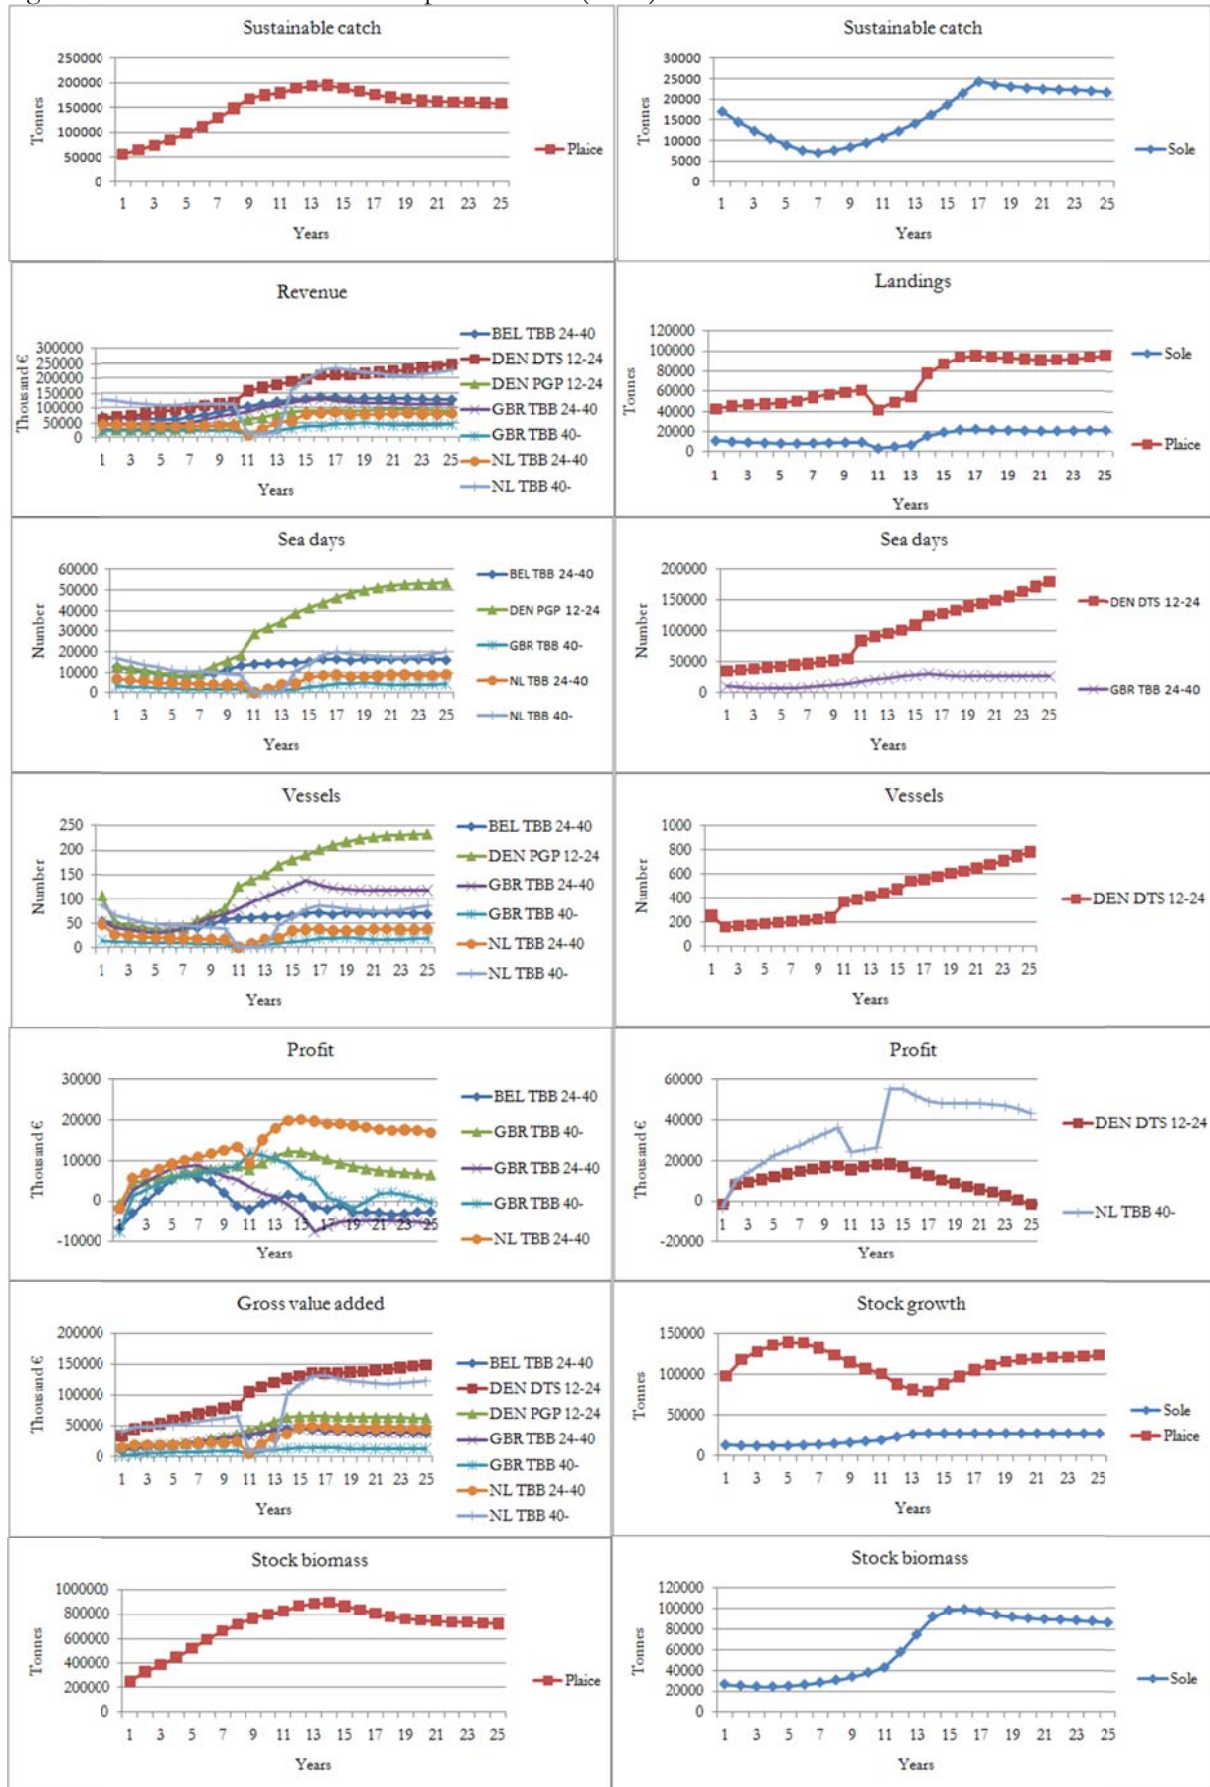 Sustainable catch
250000
200000
150000
100000
50000
0
Tonnes
Plaice
1 3 5 7 9 11 13 15 17 19 21 23 25
Years
Sustainable catch
30000
25000
20000
15000
10000
5000
0
Tonnes
Sole
1 3 5 7 9 11 13 15 17 19 21 23 25
Years
Revenue
300000
250000
200000
150000
100000
50000
0
Thousand €
BEL TBB 24-40
DEN DTS 12-24
DEN PGP 12-24
GBR TBB 24-40
GBR TBB 40-
NL TBB 24-40
NL TBB 40-
1 3 5 7 9 11 13 15 17 19 21 23 25
Years
Landings
120000
100000
80000
60000
40000
20000
0
Tonnes
Sole
Plaice
1 3 5 7 9 11 13 15 17 19 21 23 25
Years
Sea days
60000
50000
40000
30000
20000
10000
0
Number
BEL TBB 24-40
DEN PGP 12-24
GBR TBB 40-
NL TBB 24-40
NL TBB 40-
1 3 5 7 9 11 13 15 17 19 21 23 25
Years
Sea days
200000
150000
100000
50000
0
Number
DEN DTS 12-24
GBR TBB 24-40
1 3 5 7 9 11 13 15 17 19 21 23 25
Years
Vessels
250
200
150
100
50
0
Number
BEL TBB 24-40
DEN PGP 12-24
GBR TBB 24-40
GBR TBB 40-
NL TBB 24-40
NL TBB 40-
1 3 5 7 9 11 13 15 17 19 21 23 25
Years
Vessels
1000
800
600
400
200
0
Number
DEN DTS 12-24
1 3 5 7 9 11 13 15 17 19 21 23 25
Years
Profit
30000
20000
10000
0
-10000
Thousand €
BEL TBB 24-40
GBR TBB 40-
GBR TBB 24-40
GBR TBB 40-
NL TBB 24-40
1 3 5 7 9 11 13 15 17 19 21 23 25
Years
Profit
60000
40000
20000
0
-20000
Thousand €
DEN DTS 12-24
NL TBB 40-
1 3 5 7 9 11 13 15 17 19 21 23 25
Years
Gross value added
200000
150000
100000
50000
0
Thousand €
BEL TBB 24-40
DEN DTS 12-24
DEN PGP 12-24
GBR TBB 24-40
GBR TBB 40-
NL TBB 24-40
NL TBB 40-
1 3 5 7 9 11 13 15 17 19 21 23 25
Years
Stock growth
150000
100000
50000
0
Tonnes
Sole
Plaice
1 3 5 7 9 11 13 15 17 19 21 23 25
Years
Stock biomass
1000000
800000
600000
400000
200000
0
Tonnes
Plaice
1 3 5 7 9 11 13 15 17 19 21 23 25
Years
Stock biomass
120000
100000
80000
60000
40000
20000
0
Tonnes
Sole
1 3 5 7 9 11 13 15 17 19 21 23 25
Years